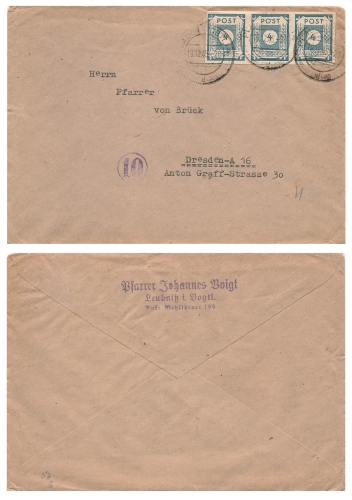 POST POST POST
4 4 4
Herrn
Pfarrer
von Brück
Dresden-A 16
Anton Graff-Strasse 30
10
Pfarrer Johannes Voigt
Leubnitz i. Vogtl.